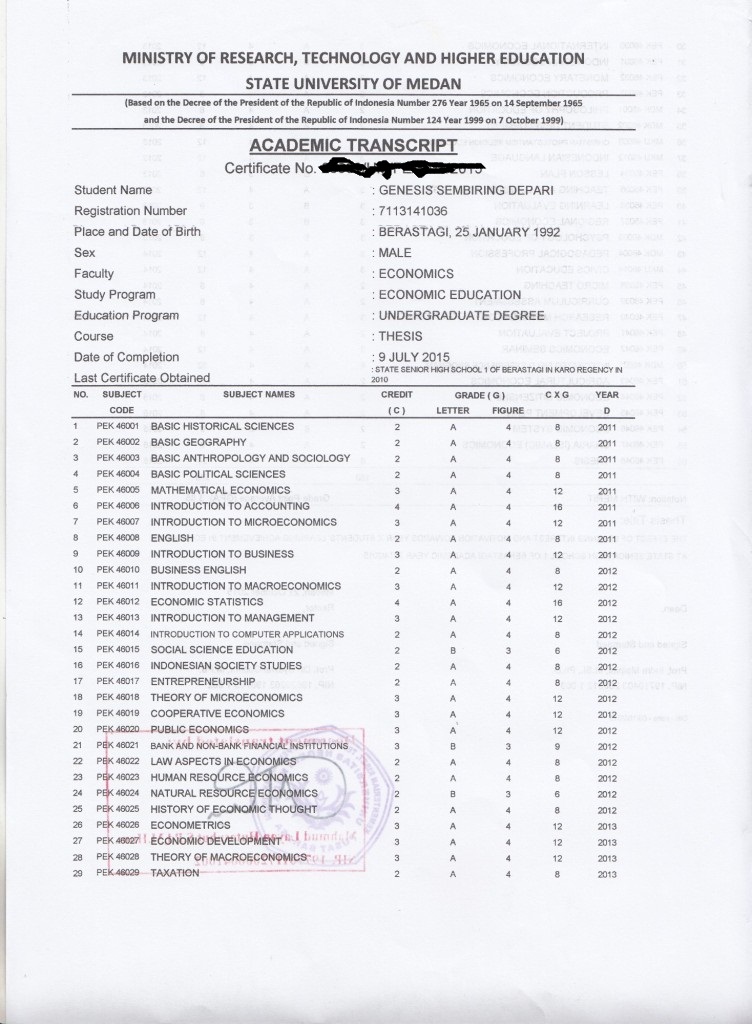 MINISTRY OF RESEARCH, TECHNOLOGY AND HIGHER EDUCATION
STATE UNIVERSITY OF MEDAN
(Based on the Decree of the President of the Republic of Indonesia Number 276 Year 1965 on 14 September 1965
and the Decree of the President of the Republic of Indonesia Number 124 Year 1999 on 7 October 1999)
ACADEMIC TRANSCRIPT
Certificate No.
Student Name : GENESIS SEMBIRING DEPARI
Registration Number : 7113141036
Place and Date of Birth : BERASTAGI, 25 JANUARY 1992
Sex : MALE
Faculty : ECONOMICS
Study Program : ECONOMIC EDUCATION
Education Program : UNDERGRADUATE DEGREE
Course : THESIS
Date of Completion : 9 JULY 2015
Last Certificate Obtained : STATE SENIOR HIGH SCHOOL 1 OF BERASTAGI IN KARO REGENCY IN
2010
NO. SUBJECT SUBJECT NAMES CREDIT GRADE ( G ) C X G YEAR
CODE ( C ) LETTER FIGURE D
1 PEK 46001 BASIC HISTORICAL SCIENCES 2 A 4 8 2011
2 PEK 46002 BASIC GEOGRAPHY 2 A 4 8 2011
3 PEK 46003 BASIC ANTHROPOLOGY AND SOCIOLOGY 2 A 4 8 2011
4 PEK 46004 BASIC POLITICAL SCIENCES 2 A 4 8 2011
5 PEK 46005 MATHEMATICAL ECONOMICS 3 A 4 12 2011
6 PEK 46006 INTRODUCTION TO ACCOUNTING 4 A 4 16 2011
7 PEK 46007 INTRODUCTION TO MICROECONOMICS 3 A 4 12 2011
8 PEK 46008 ENGLISH 2 A 4 8 2011
9 PEK 46009 INTRODUCTION TO BUSINESS 3 A 4 12 2011
10 PEK 46010 BUSINESS ENGLISH 2 A 4 8 2012
11 PEK 46011 INTRODUCTION TO MACROECONOMICS 3 A 4 12 2012
12 PEK 46012 ECONOMIC STATISTICS 4 A 4 16 2012
13 PEK 46013 INTRODUCTION TO MANAGEMENT 3 A 4 12 2012
14 PEK 46014 INTRODUCTION TO COMPUTER APPLICATIONS 2 A 4 8 2012
15 PEK 46015 SOCIAL SCIENCE EDUCATION 2 B 3 6 2012
16 PEK 46016 INDONESIAN SOCIETY STUDIES 2 A 4 8 2012
17 PEK 46017 ENTREPRENEURSHIP 2 A 4 8 2012
18 PEK 46018 THEORY OF MICROECONOMICS 3 A 4 12 2012
19 PEK 46019 COOPERATIVE ECONOMICS 3 A 4 12 2012
20 PEK 46020 PUBLIC ECONOMICS 3 A 4 12 2012
21 PEK 46021 BANK AND NON-BANK FINANCIAL INSTITUTIONS 3 B 3 9 2012
22 PEK 46022 LAW ASPECTS IN ECONOMICS 2 A 4 8 2012
23 PEK 46023 HUMAN RESOURCE ECONOMICS 2 A 4 8 2012
24 PEK 46024 NATURAL RESOURCE ECONOMICS 2 B 3 6 2012
25 PEK 46025 HISTORY OF ECONOMIC THOUGHT 2 A 4 8 2012
26 PEK 46026 ECONOMETRICS 3 A 4 12 2013
27 PEK 46027 ECONOMIC DEVELOPMENT 3 A 4 12 2013
28 PEK 46028 THEORY OF MACROECONOMICS 3 A 4 12 2013
29 PEK 46029 TAXATION 2 A 4 8 2013